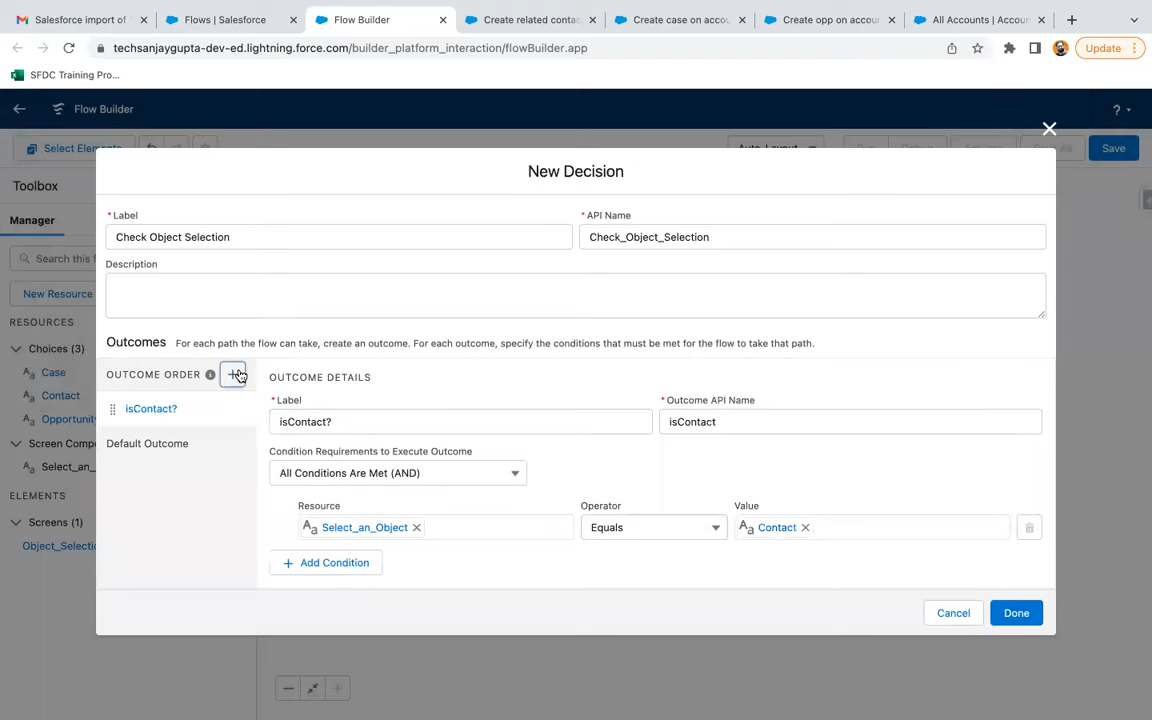 Salesforce import of
Flows | Salesforce
Flow Builder
Create related contac
Create case on accou
Create opp on accou
All Accounts | Accou
techsanjaygupta-dev-ed.lightning.force.com/builder_platform_interaction/flowBuilder.app
Update
SFDC Training Pro...
Flow Builder
?
Select Elem
Save
Toolbox
New Decision
Manager
Search this f
New Resource
RESOURCES
Choices (3)
Case
Contact
Opportunity
Screen Compo
Select_an_
ELEMENTS
Screens (1)
Object_Selectio
* Label
* API Name
Check Object Selection
Check_Object_Selection
Description
Outcomes For each path the flow can take, create an outcome. For each outcome, specify the conditions that must be met for the flow to take that path.
OUTCOME ORDER
OUTCOME DETAILS
isContact?
Default Outcome
* Label
* Outcome API Name
isContact?
isContact
Condition Requirements to Execute Outcome
All Conditions Are Met (AND)
Resource
Operator
Value
Select_an_Object
Equals
Contact
+ Add Condition
Cancel
Done